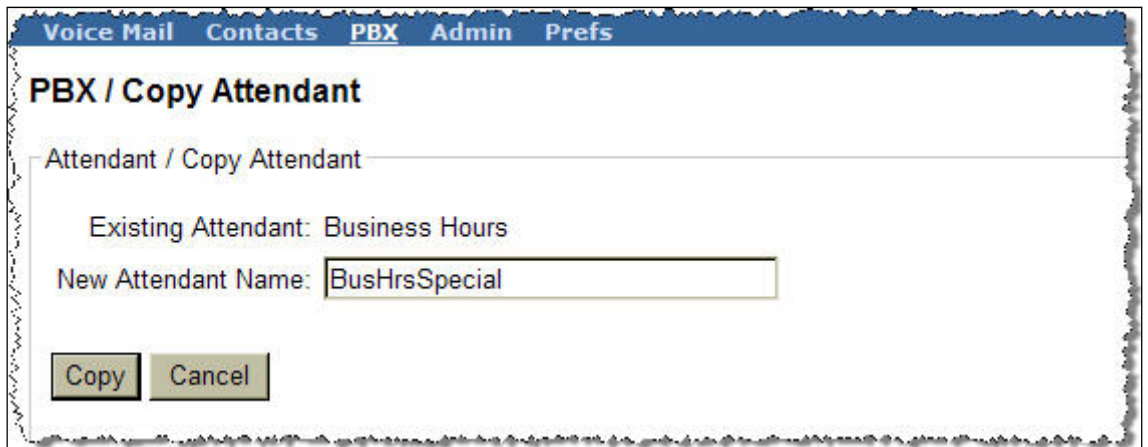 Voice Mail Contacts PBX Admin Prefs
PBX / Copy Attendant
Attendant / Copy Attendant
Existing Attendant: Business Hours
New Attendant Name: BusHrsSpecial
Copy Cancel